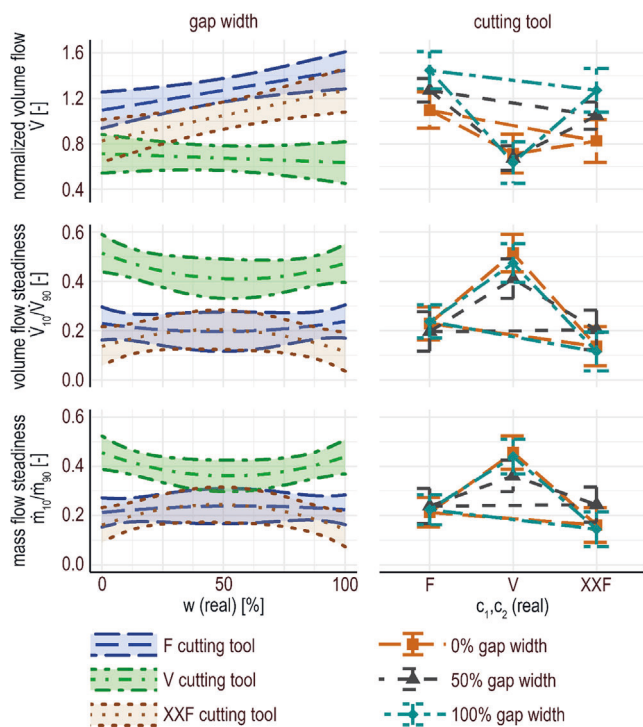 gap width
cutting tool
normalized volume flow
V̇ [-]
1.6
1.2
0.8
0.4
volume flow steadiness
V̇₁₀/V̇₉₀ [-]
0.6
0.4
0.2
0.0
mass flow steadiness
ṁ₁₀/ṁ₉₀ [-]
0.6
0.4
0.2
0.0
0
50
100
w (real) [%]
F
V
XXF
c₁,c₂ (real)
F cutting tool
V cutting tool
XXF cutting tool
0% gap width
50% gap width
100% gap width